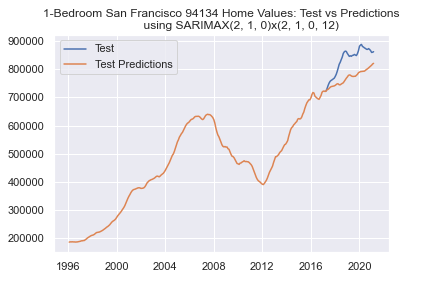 1-Bedroom San Francisco 94134 Home Values: Test vs Predictions
using SARIMAX(2, 1, 0)x(2, 1, 0, 12)
Test
Test Predictions
900000
800000
700000
600000
500000
400000
300000
200000
1996 2000 2004 2008 2012 2016 2020